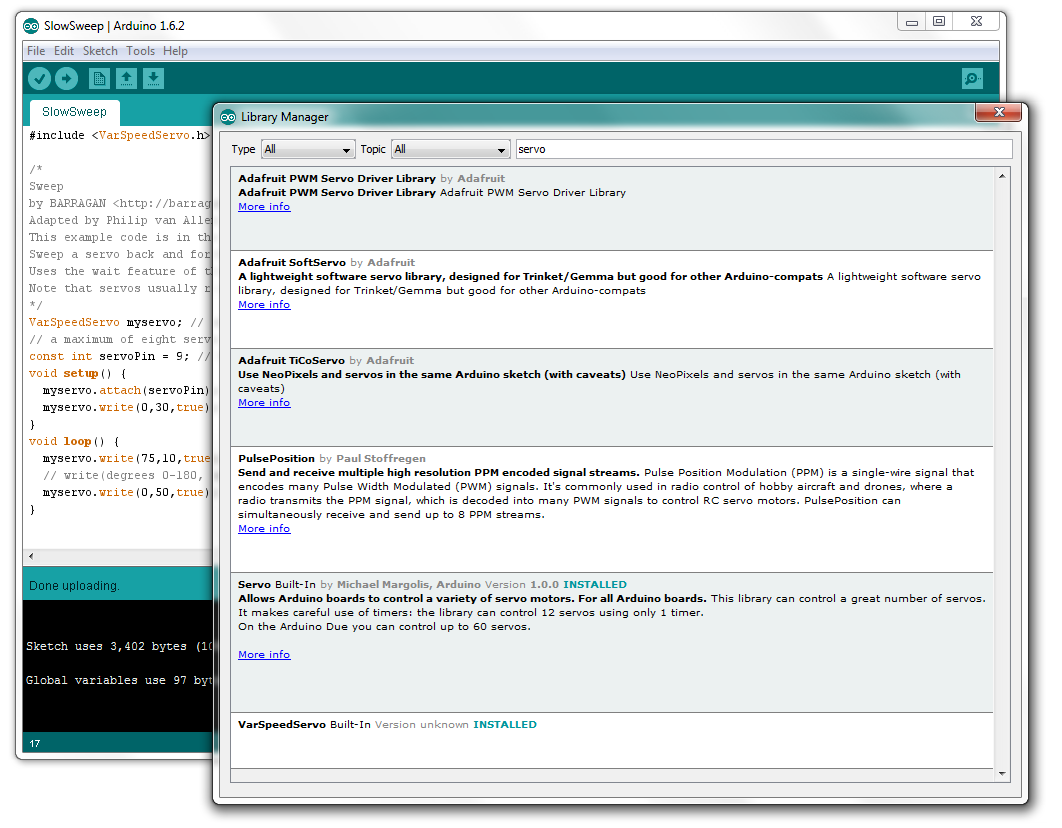 SlowSweep | Arduino 1.6.2
File Edit Sketch Tools Help
SlowSweep
#include <VarSpeedServo.h>
/*
Sweep
by BARRAGAN <http://barrag
Adapted by Philip van Alle
This example code is in th
Sweep a servo back and for
Uses the wait feature of t
Note that servos usually r
*/
VarSpeedServo myservo; //
// a maximum of eight serv
const int servoPin = 9; //
void setup() {
myservo.attach(servoPin)
myservo.write(0,30,true)
}
void loop() {
myservo.write(75,10,true
// write(degrees 0-180,
myservo.write(0,50,true)
}
Done uploading.
Sketch uses 3,402 bytes (10
Global variables use 97 byt
17
Library Manager
Type All Topic All servo
Adafruit PWM Servo Driver Library by Adafruit
Adafruit PWM Servo Driver Library Adafruit PWM Servo Driver Library
More info
Adafruit SoftServo by Adafruit
A lightweight software servo library, designed for Trinket/Gemma but good for other Arduino-compats A lightweight software servo
library, designed for Trinket/Gemma but good for other Arduino-compats
More info
Adafruit TiCoServo by Adafruit
Use NeoPixels and servos in the same Arduino sketch (with caveats) Use NeoPixels and servos in the same Arduino sketch (with
caveats)
More info
PulsePosition by Paul Stoffregen
Send and receive multiple high resolution PPM encoded signal streams. Pulse Position Modulation (PPM) is a single-wire signal that
encodes many Pulse Width Modulated (PWM) signals. It's commonly used in radio control of hobby aircraft and drones, where a
radio transmits the PPM signal, which is decoded into many PWM signals to control RC servo motors. PulsePosition can
simultaneously receive and send up to 8 PPM streams.
More info
Servo Built-In by Michael Margolis, Arduino Version 1.0.0 INSTALLED
Allows Arduino boards to control a variety of servo motors. For all Arduino boards. This library can control a great number of servos.
It makes careful use of timers: the library can control 12 servos using only 1 timer.
On the Arduino Due you can control up to 60 servos.
More info
VarSpeedServo Built-In Version unknown INSTALLED